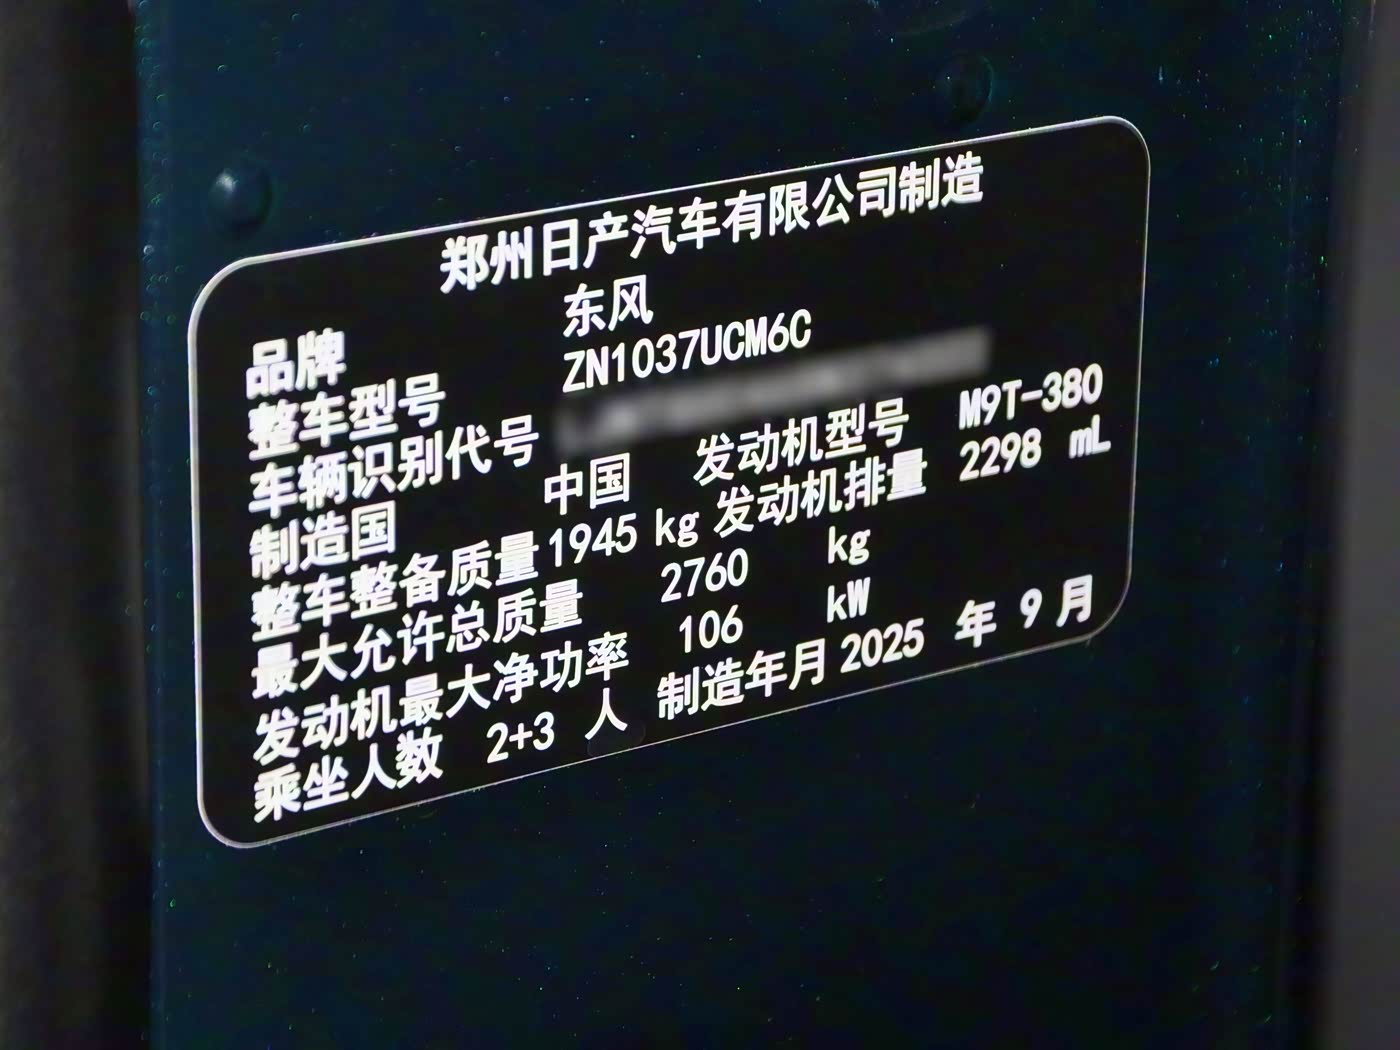 郑州日产汽车有限公司制造
品牌 东风
整车型号 ZN1037UCM6C
车辆识别代号
制造国 中国 发动机型号 M9T-380
整车整备质量 1945 kg 发动机排量 2298 mL
最大允许总质量 2760 kg
发动机最大净功率 106 kW
乘坐人数 2+3 人 制造年月 2025 年 9 月